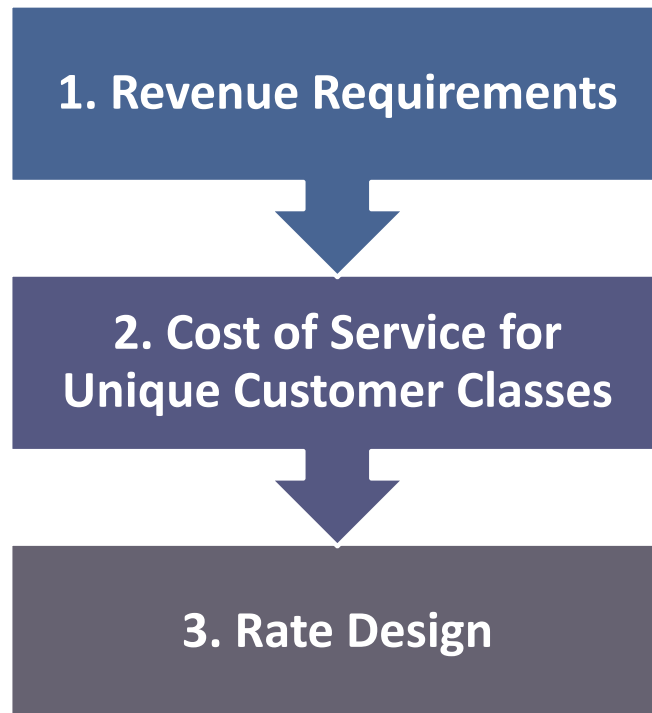 1. Revenue Requirements
2. Cost of Service for
Unique Customer Classes
3. Rate Design